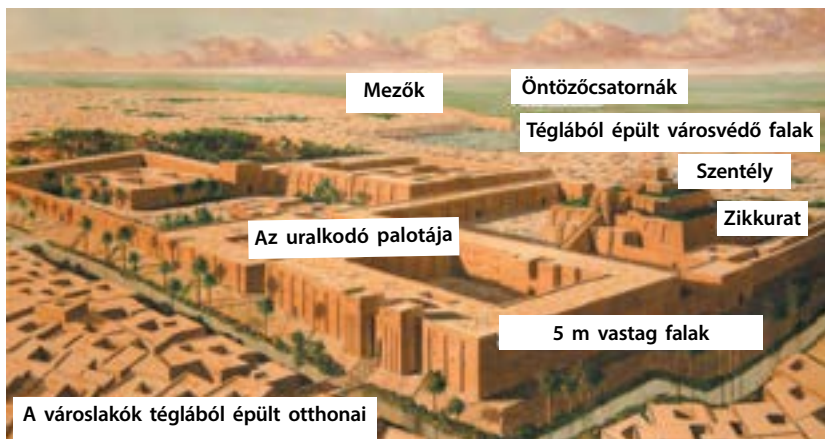 Mezők
Öntözőcsatornák
Téglából épült városvédő falak
Szentély
Zikkurat
Az uralkodó palotája
5 m vastag falak
A városlakók téglából épült otthonai